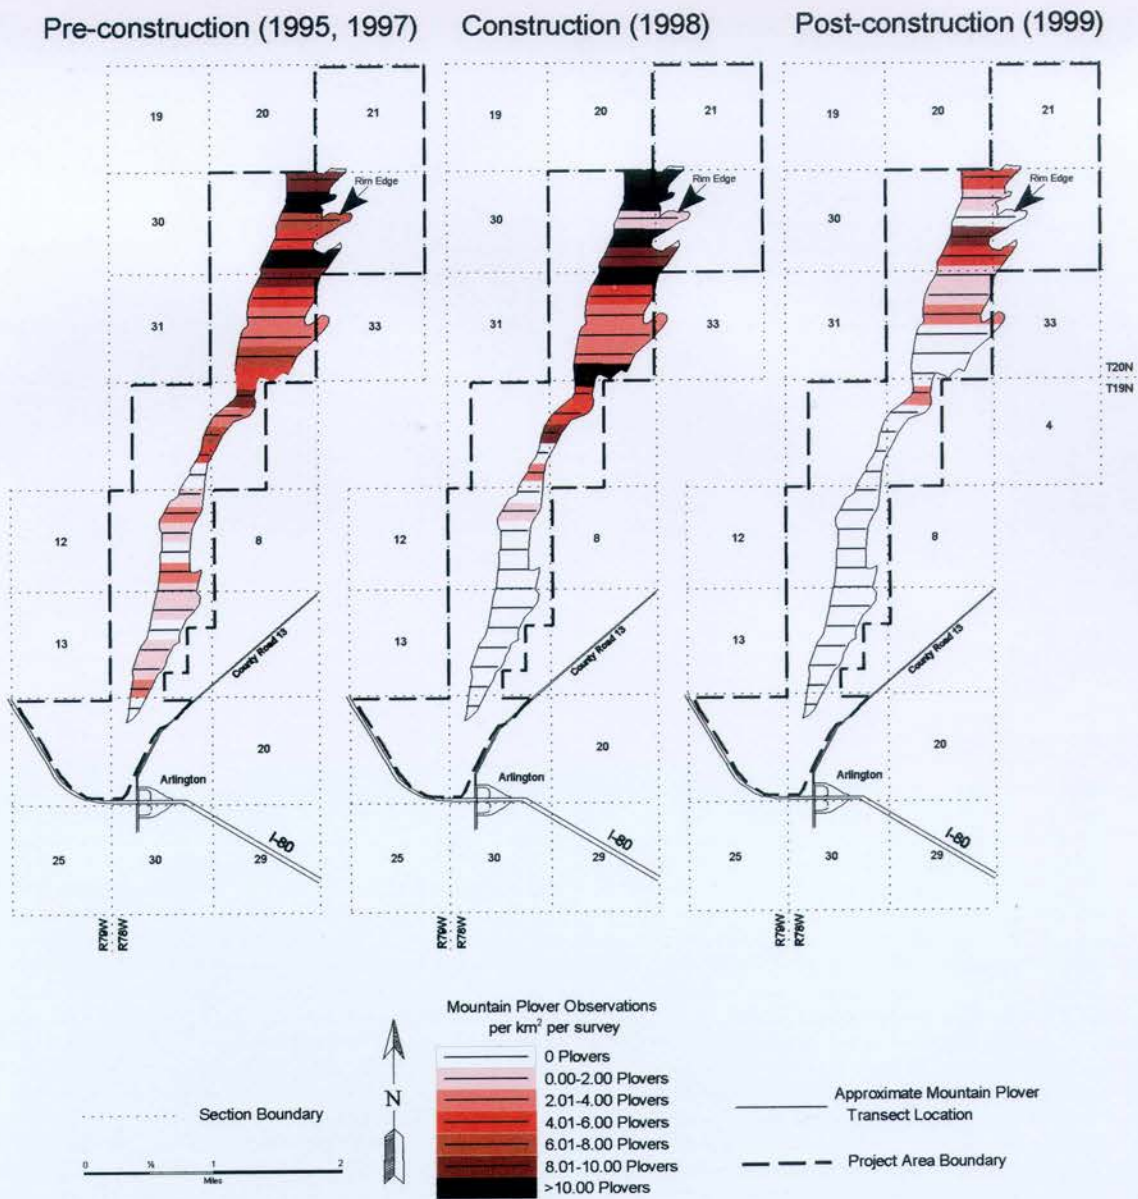 Pre-construction (1995, 1997)
Construction (1998)
Post-construction (1999)
19
20
21
Rim Edge
30
31
33
12
8
13
County Road 13
20
Arlington
25
30
29
I-80
R79W
R78W
19
20
21
Rim Edge
30
31
33
12
8
13
County Road 13
20
Arlington
25
30
29
I-80
R79W
R78W
19
20
21
Rim Edge
30
31
33
T20N
T19N
4
12
8
13
County Road 13
20
Arlington
25
30
29
I-80
R79W
R78W
Mountain Plover Observations
per km² per survey
0 Plovers
0.00-2.00 Plovers
2.01-4.00 Plovers
4.01-6.00 Plovers
6.01-8.00 Plovers
8.01-10.00 Plovers
>10.00 Plovers
N
Section Boundary
0 ½ 1 2
Miles
Approximate Mountain Plover
Transect Location
Project Area Boundary